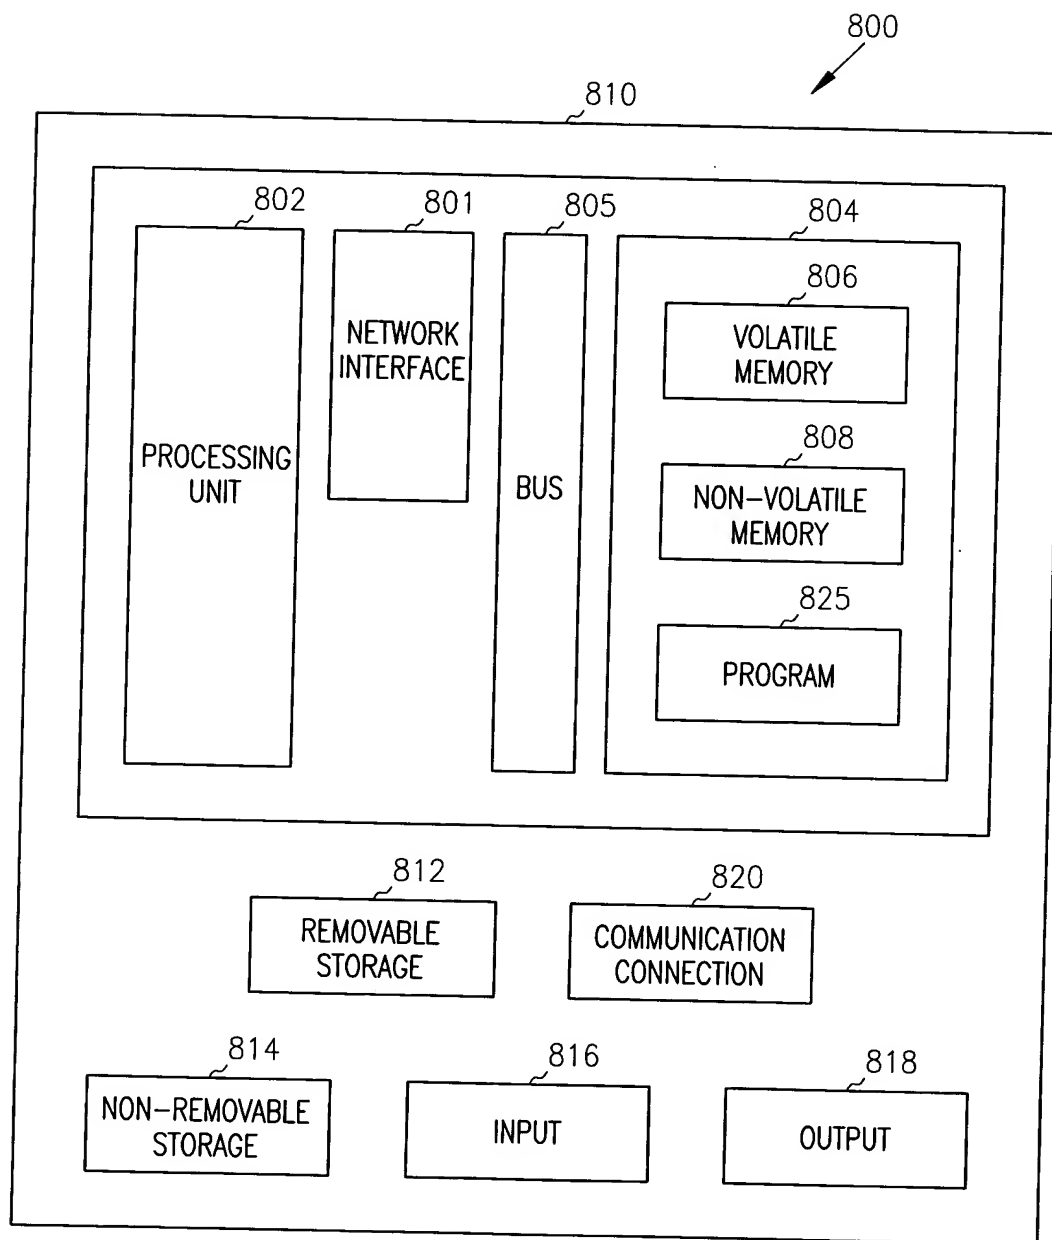 800
810
802
801
805
804
PROCESSING
UNIT
NETWORK
INTERFACE
BUS
806
VOLATILE
MEMORY
808
NON-VOLATILE
MEMORY
825
PROGRAM
812
REMOVABLE
STORAGE
820
COMMUNICATION
CONNECTION
814
NON-REMOVABLE
STORAGE
816
INPUT
818
OUTPUT